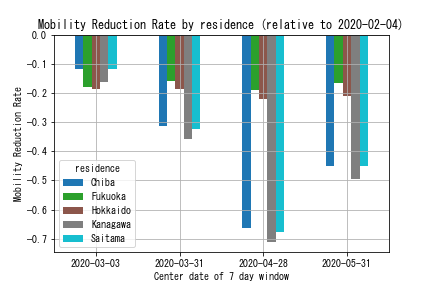 Mobility Reduction Rate by residence (relative to 2020-02-04)
0.0
-0.1
-0.2
-0.3
-0.4
-0.5
-0.6
-0.7
Mobility Reduction Rate
residence
Chiba
Fukuoka
Hokkaido
Kanagawa
Saitama
2020-03-03 2020-03-31 2020-04-28 2020-05-31
Center date of 7 day window